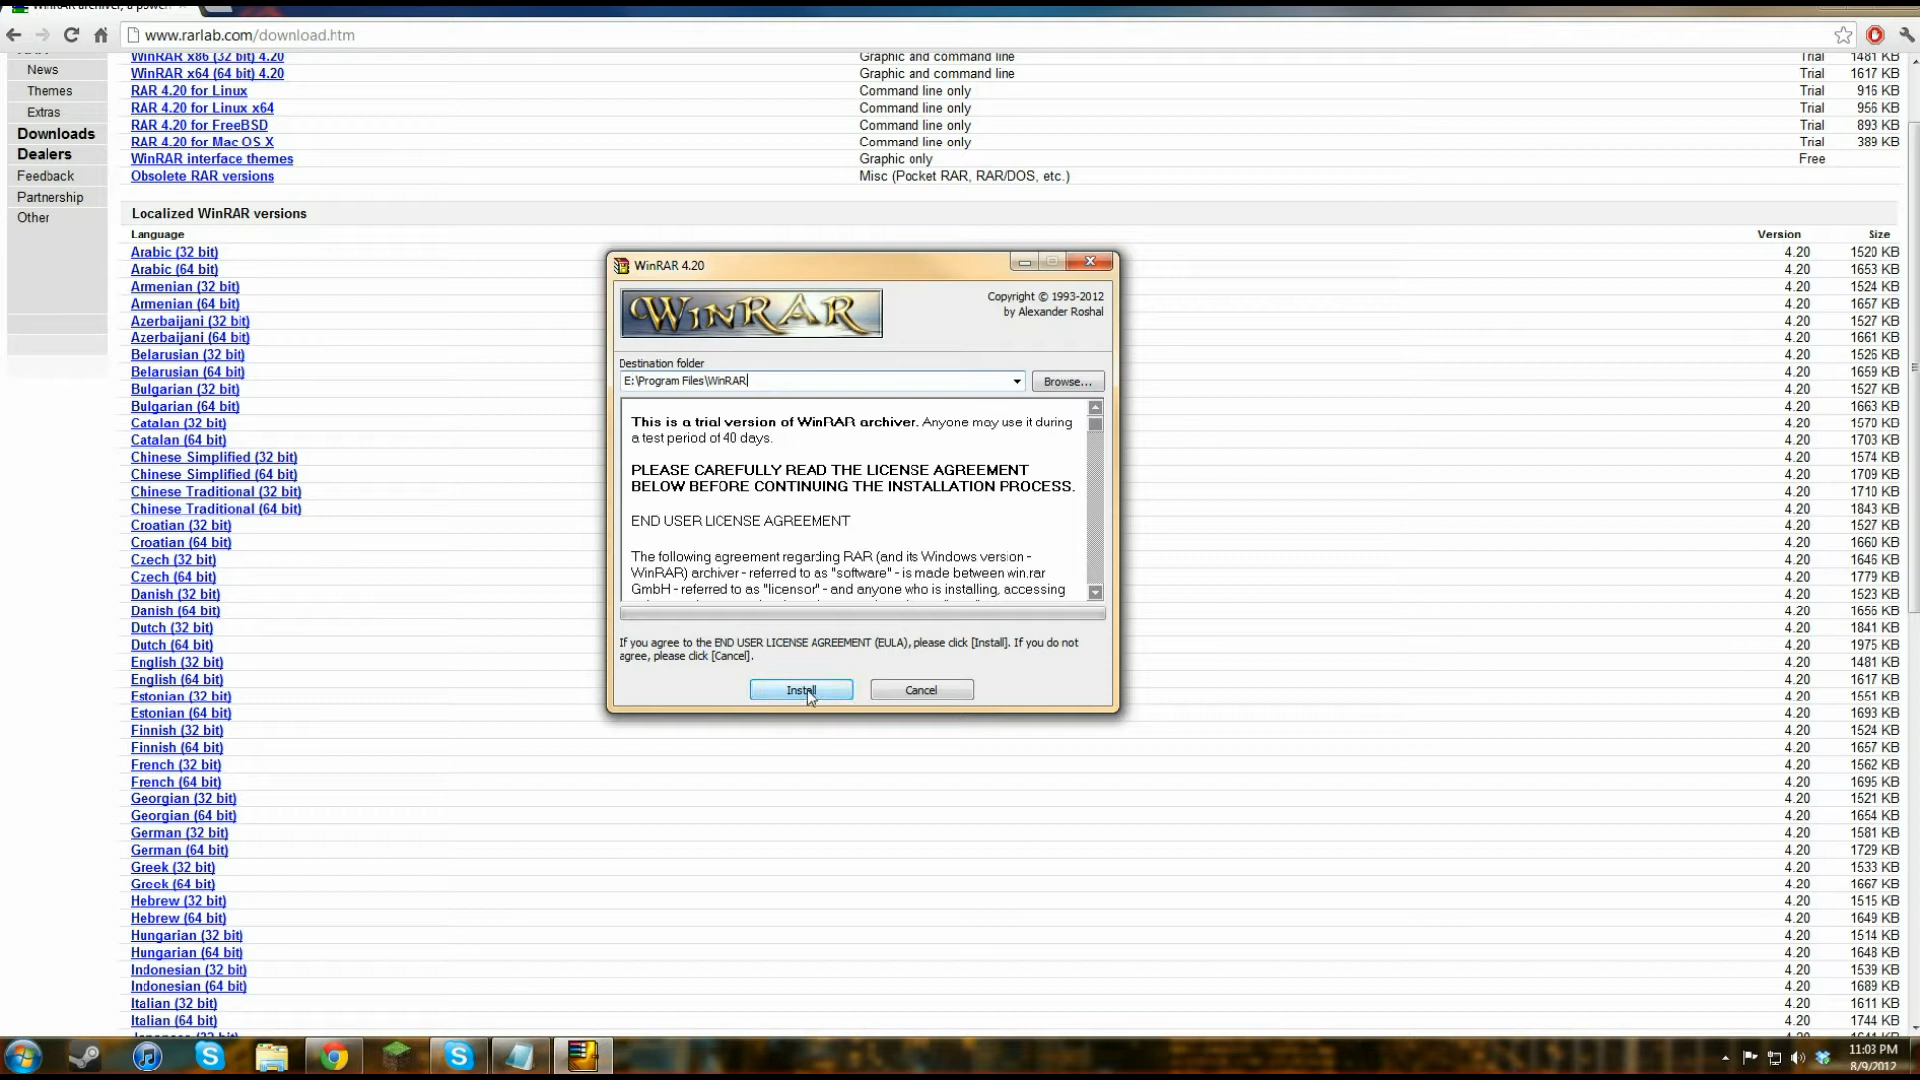 WinRAR archiver, a power
www.rarlab.com/download.htm
WinRAR x86 (32 bit) 4.20 Graphic and command line Trial 1481 KB
News
WinRAR x64 (64 bit) 4.20 Graphic and command line Trial 1617 KB
Themes
RAR 4.20 for Linux Command line only Trial 916 KB
Extras
RAR 4.20 for Linux x64 Command line only Trial 956 KB
Downloads
RAR 4.20 for FreeBSD Command line only Trial 893 KB
RAR 4.20 for Mac OS X Command line only Trial 389 KB
Dealers
WinRAR interface themes Graphic only Free
Feedback
Obsolete RAR versions Misc (Pocket RAR, RAR/DOS, etc.)
Partnership
Other
Localized WinRAR versions
Language Version Size
Arabic (32 bit) 4.20 1520 KB
Arabic (64 bit) 4.20 1653 KB
Armenian (32 bit) 4.20 1524 KB
Armenian (64 bit) 4.20 1657 KB
Azerbaijani (32 bit) 4.20 1527 KB
Azerbaijani (64 bit) 4.20 1661 KB
Belarusian (32 bit) 4.20 1526 KB
Belarusian (64 bit) 4.20 1659 KB
Bulgarian (32 bit) 4.20 1527 KB
Bulgarian (64 bit) 4.20 1663 KB
Catalan (32 bit) 4.20 1570 KB
Catalan (64 bit) 4.20 1703 KB
Chinese Simplified (32 bit) 4.20 1574 KB
Chinese Simplified (64 bit) 4.20 1709 KB
Chinese Traditional (32 bit) 4.20 1710 KB
Chinese Traditional (64 bit) 4.20 1843 KB
Croatian (32 bit) 4.20 1527 KB
Croatian (64 bit) 4.20 1660 KB
Czech (32 bit) 4.20 1646 KB
Czech (64 bit) 4.20 1779 KB
Danish (32 bit) 4.20 1523 KB
Danish (64 bit) 4.20 1656 KB
Dutch (32 bit) 4.20 1841 KB
Dutch (64 bit) 4.20 1975 KB
English (32 bit) 4.20 1481 KB
English (64 bit) 4.20 1617 KB
Estonian (32 bit) 4.20 1551 KB
Estonian (64 bit) 4.20 1693 KB
Finnish (32 bit) 4.20 1524 KB
Finnish (64 bit) 4.20 1657 KB
French (32 bit) 4.20 1562 KB
French (64 bit) 4.20 1695 KB
Georgian (32 bit) 4.20 1521 KB
Georgian (64 bit) 4.20 1654 KB
German (32 bit) 4.20 1581 KB
German (64 bit) 4.20 1729 KB
Greek (32 bit) 4.20 1533 KB
Greek (64 bit) 4.20 1667 KB
Hebrew (32 bit) 4.20 1515 KB
Hebrew (64 bit) 4.20 1649 KB
Hungarian (32 bit) 4.20 1514 KB
Hungarian (64 bit) 4.20 1648 KB
Indonesian (32 bit) 4.20 1539 KB
Indonesian (64 bit) 4.20 1689 KB
Italian (32 bit) 4.20 1611 KB
Italian (64 bit) 4.20 1744 KB
WinRAR 4.20
WinRAR
Copyright © 1993-2012
by Alexander Roshal
Destination folder
E:\Program Files\WinRAR
Browse...
This is a trial version of WinRAR archiver. Anyone may use it during
a test period of 40 days.
PLEASE CAREFULLY READ THE LICENSE AGREEMENT
BELOW BEFORE CONTINUING THE INSTALLATION PROCESS.
END USER LICENSE AGREEMENT
The following agreement regarding RAR (and its Windows version -
WinRAR) archiver - referred to as "software" - is made between win.rar
GmbH - referred to as "licensor" - and anyone who is installing, accessing
If you agree to the END USER LICENSE AGREEMENT (EULA), please click [Install]. If you do not
agree, please click [Cancel].
Install
Cancel
11:03 PM
8/9/2012